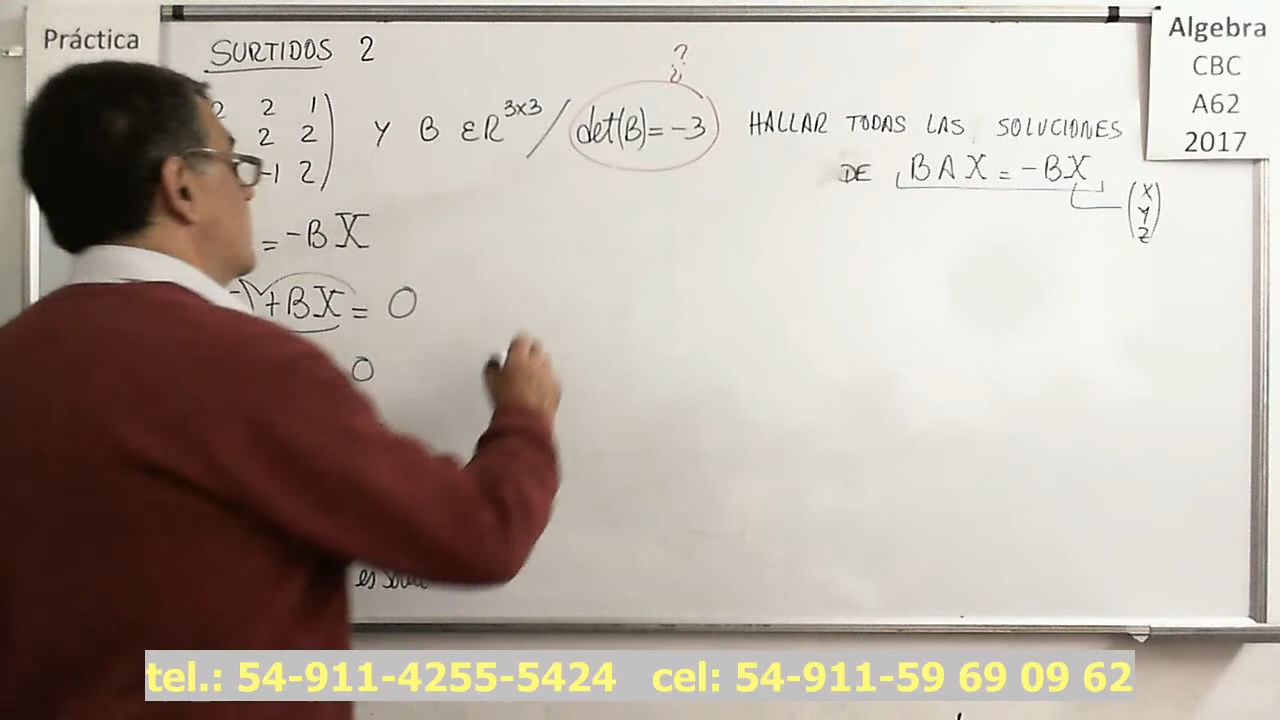 Práctica
Algebra
CBC
A62
2017
SURTIDOS 2
?
¿
2 2 1
2 2
-1 2
Y B ∈ R^3x3 / det(B) = -3 HALLAR TODAS LAS SOLUCIONES
DE BAX = -BX
X
Y
Z
= -BX
+BX = 0
0
es
tel.: 54-911-4255-5424 cel: 54-911-59 69 09 62